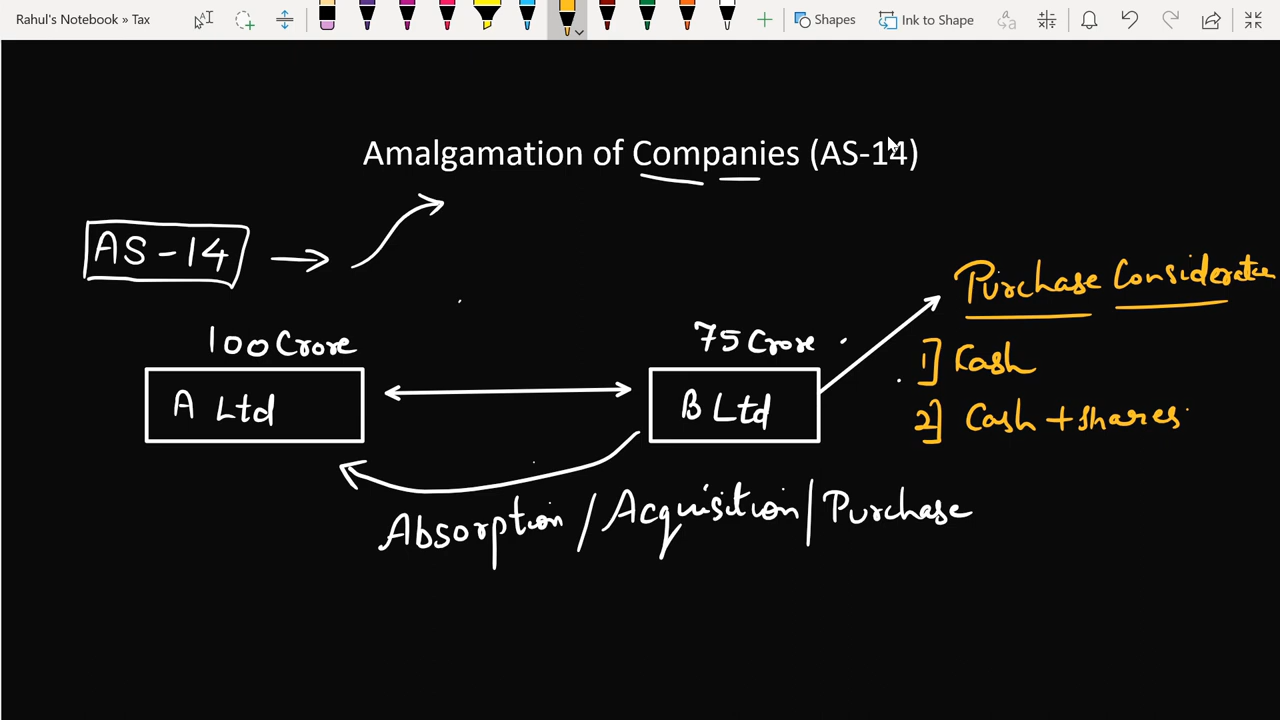 Rahul's Notebook » Tax
Shapes
Ink to Shape
Amalgamation of Companies (AS-14)
AS-14
Purchase Consideration
100 Crore
75 Crore
1] Cash
A Ltd
B Ltd
2] Cash + shares
Absorption / Acquisition / Purchase